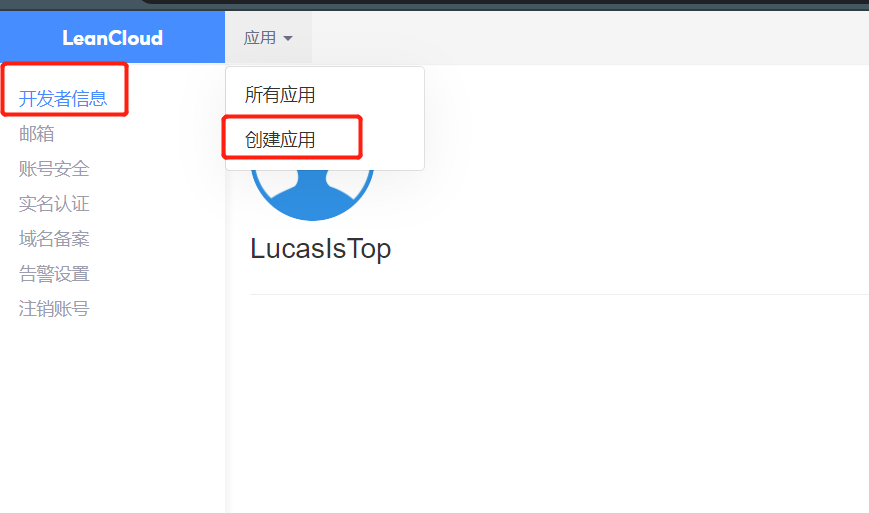 LeanCloud
应用
开发者信息
邮箱
账号安全
实名认证
域名备案
告警设置
注销账号
所有应用
创建应用
LucasIsTop